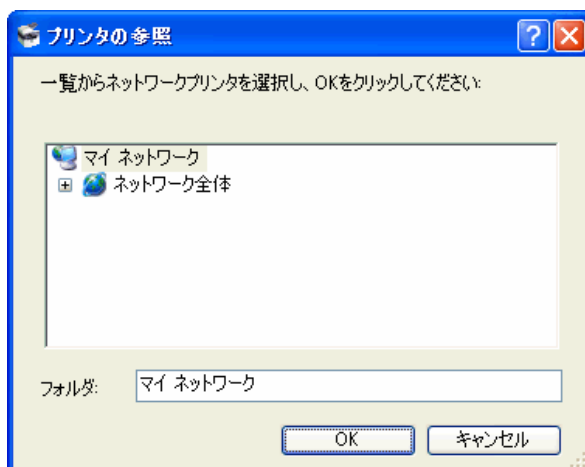 プリンタの参照
一覧からネットワークプリンタを選択し、OKをクリックしてください:
マイ ネットワーク
ネットワーク全体
フォルダ: マイ ネットワーク
OK キャンセル